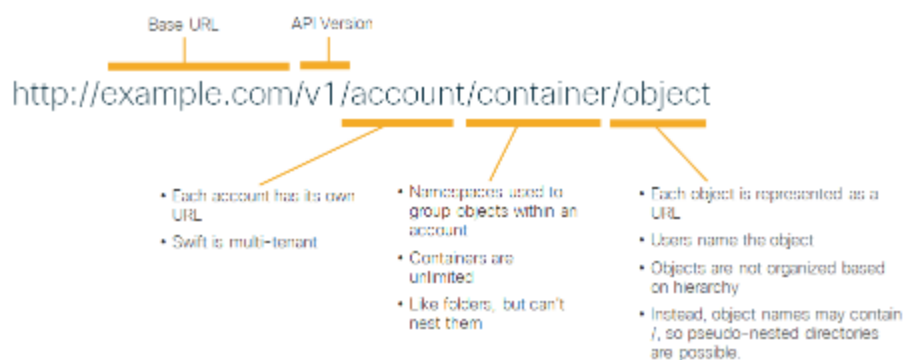 Base URL
API Version
http://example.com/v1/account/container/object
• Each account has its own
URL
• Swift is multi-tenant
• Namespaces used to
group objects within an
account
• Containers are
unlimited
• Like folders, but can't
nest them
• Each object is represented as a
URL
• Users name the object
• Objects are not organized based
on hierarchy
• Instead, object names may contain
/, so pseudo-nested directories
are possible.